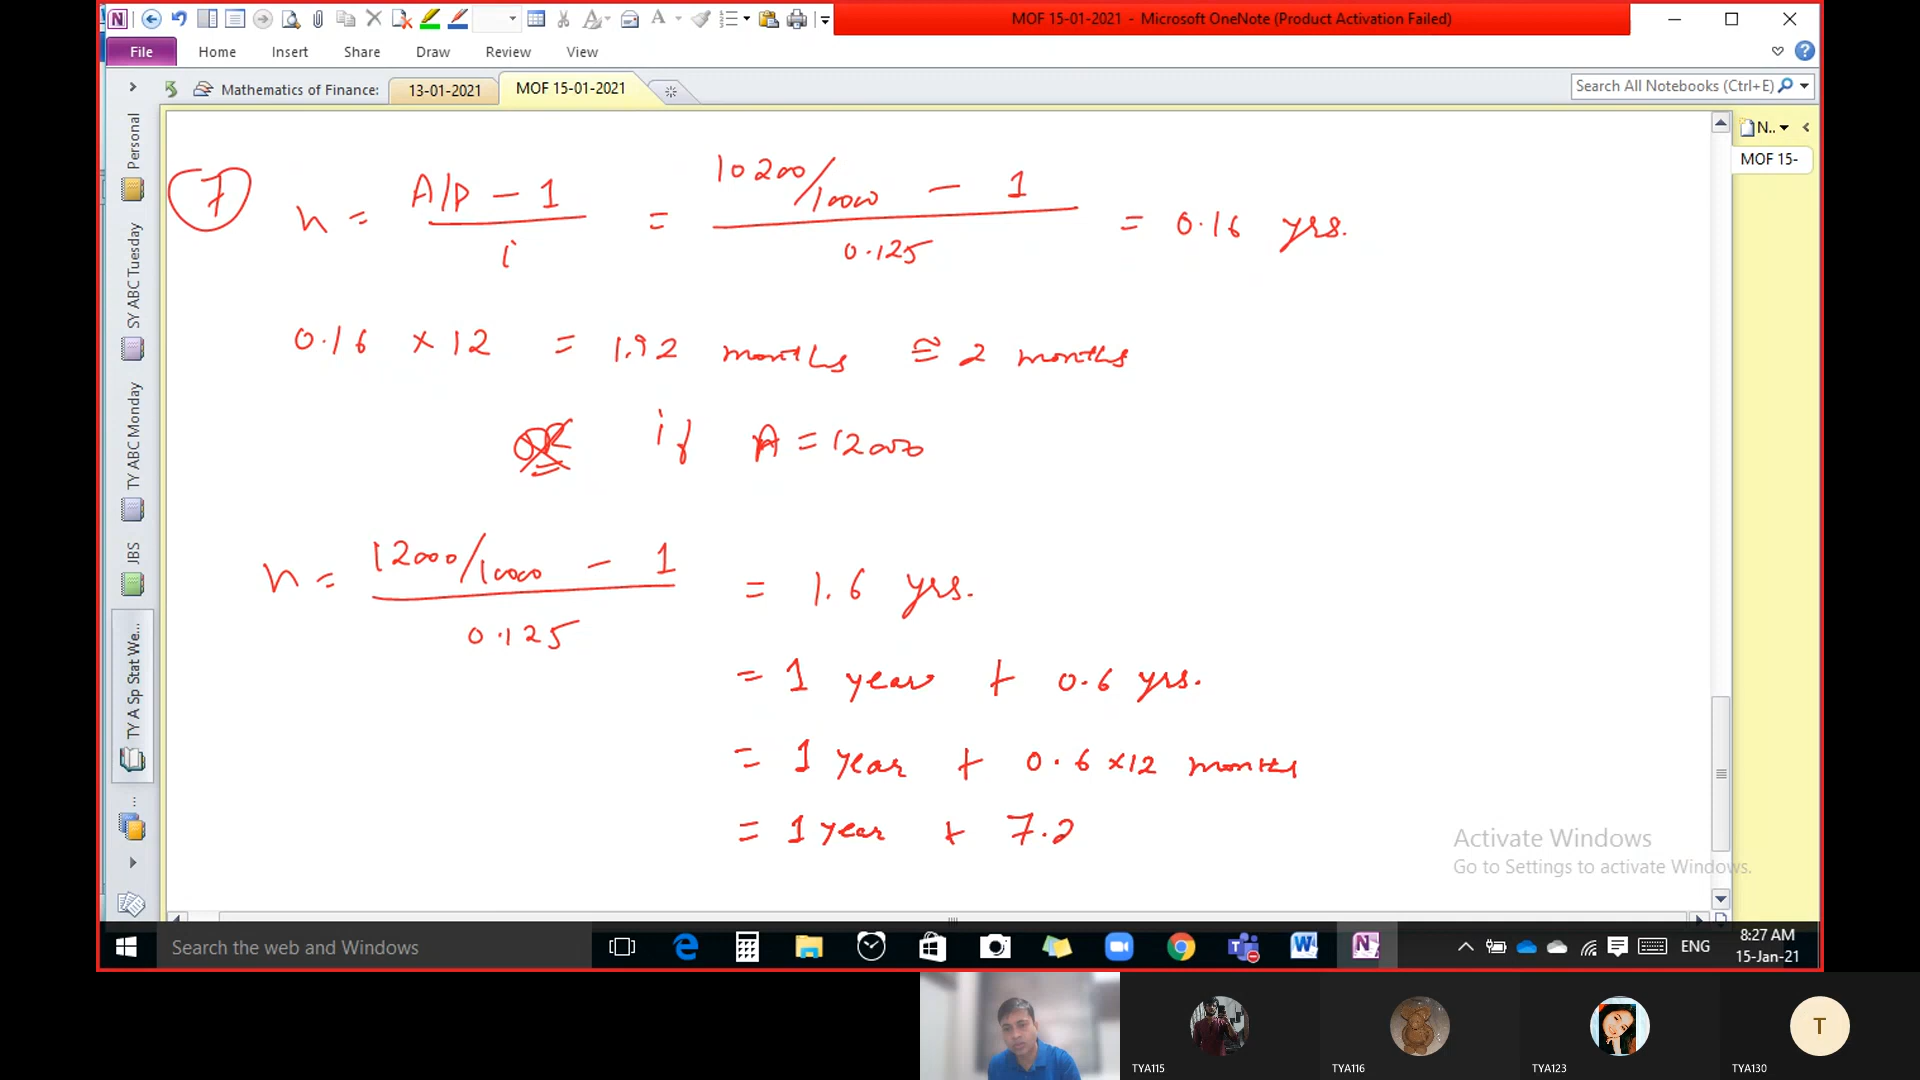 MOF 15-01-2021 - Microsoft OneNote (Product Activation Failed)
File Home Insert Share Draw Review View
Mathematics of Finance: 13-01-2021 MOF 15-01-2021
Search All Notebooks (Ctrl+E)
N..
MOF 15-
Personal
SY ABC Tuesday
TY ABC Monday
JBS
TY A Sp Stat We...
...
7
n = (A/P - 1)/i = (10200/10000 - 1)/0.125 = 0.16 yrs.
0.16 × 12 = 1.92 months ≅ 2 months
OR if A = 12000
n = (12000/10000 - 1)/0.125 = 1.6 yrs.
= 1 year + 0.6 yrs.
= 1 year + 0.6 ×12 months
= 1 year + 7.2
Activate Windows
Go to Settings to activate Windows.
Search the web and Windows
ENG
8:27 AM
15-Jan-21
T
TYA115 TYA116 TYA123 TYA130